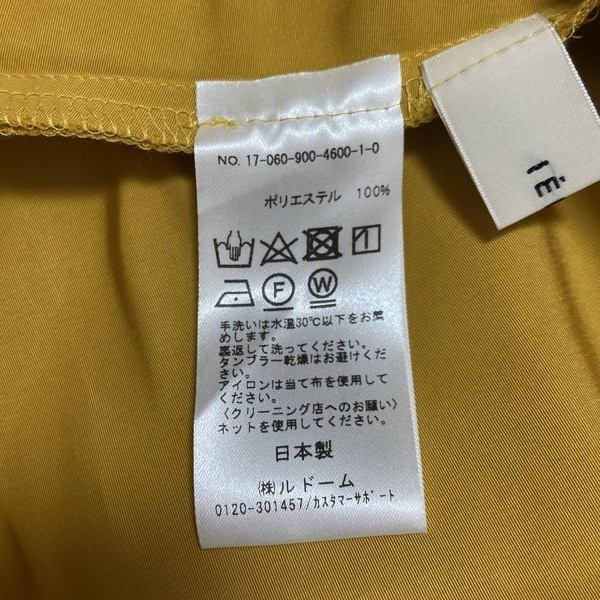 NO. 17-060-900-4600-1-0
ポリエステル 100%
F
W
手洗いは水温30℃以下をお薦
めします。
裏返して洗ってください。
タンブラー乾燥はお避けくだ
さい。
アイロンは当て布を使用して
ください。
〈クリーニング店へのお願い〉
ネットを使用してください。
日本製
㈱ルドーム
0120-301457/カスタマーサポート